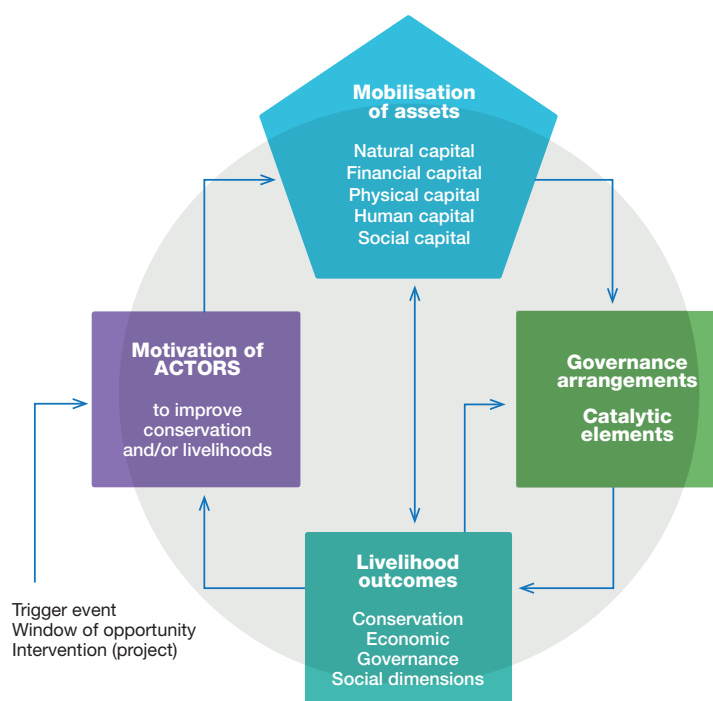 Mobilisation
of assets
Natural capital
Financial capital
Physical capital
Human capital
Social capital
Motivation of
ACTORS
to improve
conservation
and/or livelihoods
Governance
arrangements
Catalytic
elements
Livelihood
outcomes
Conservation
Economic
Governance
Social dimensions
Trigger event
Window of opportunity
Intervention (project)